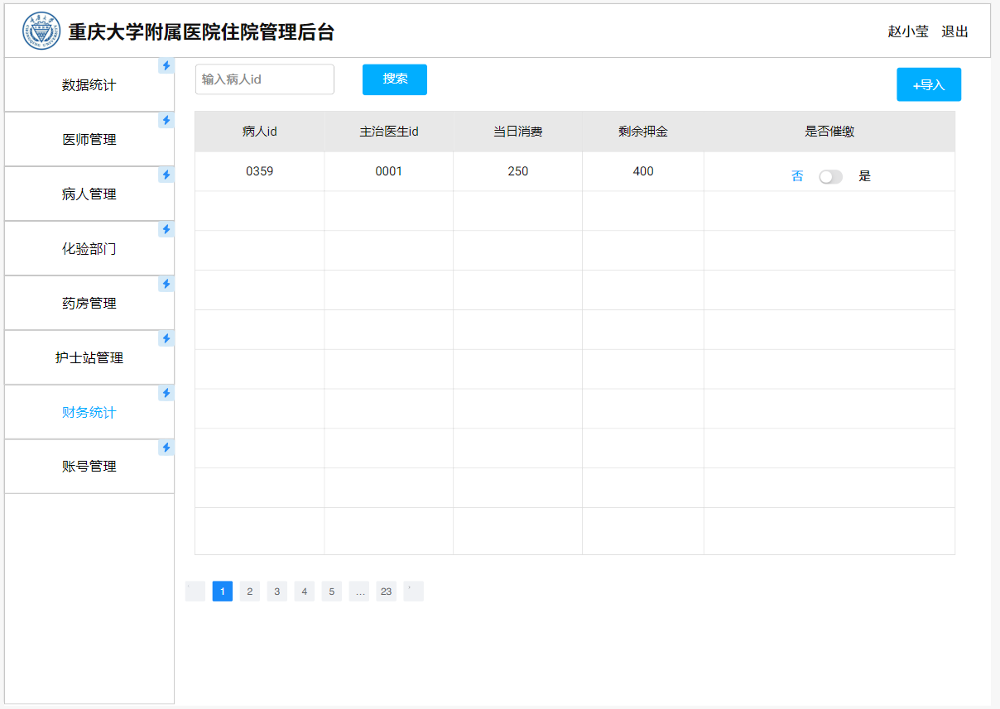 重庆大学附属医院住院管理后台
赵小莹 退出
数据统计
医师管理
病人管理
化验部门
药房管理
护士站管理
财务统计
账号管理
输入病人id
搜索
+导入
病人id 主治医生id 当日消费 剩余押金 是否催缴
0359 0001 250 400 否 是
1 2 3 4 5 ... 23